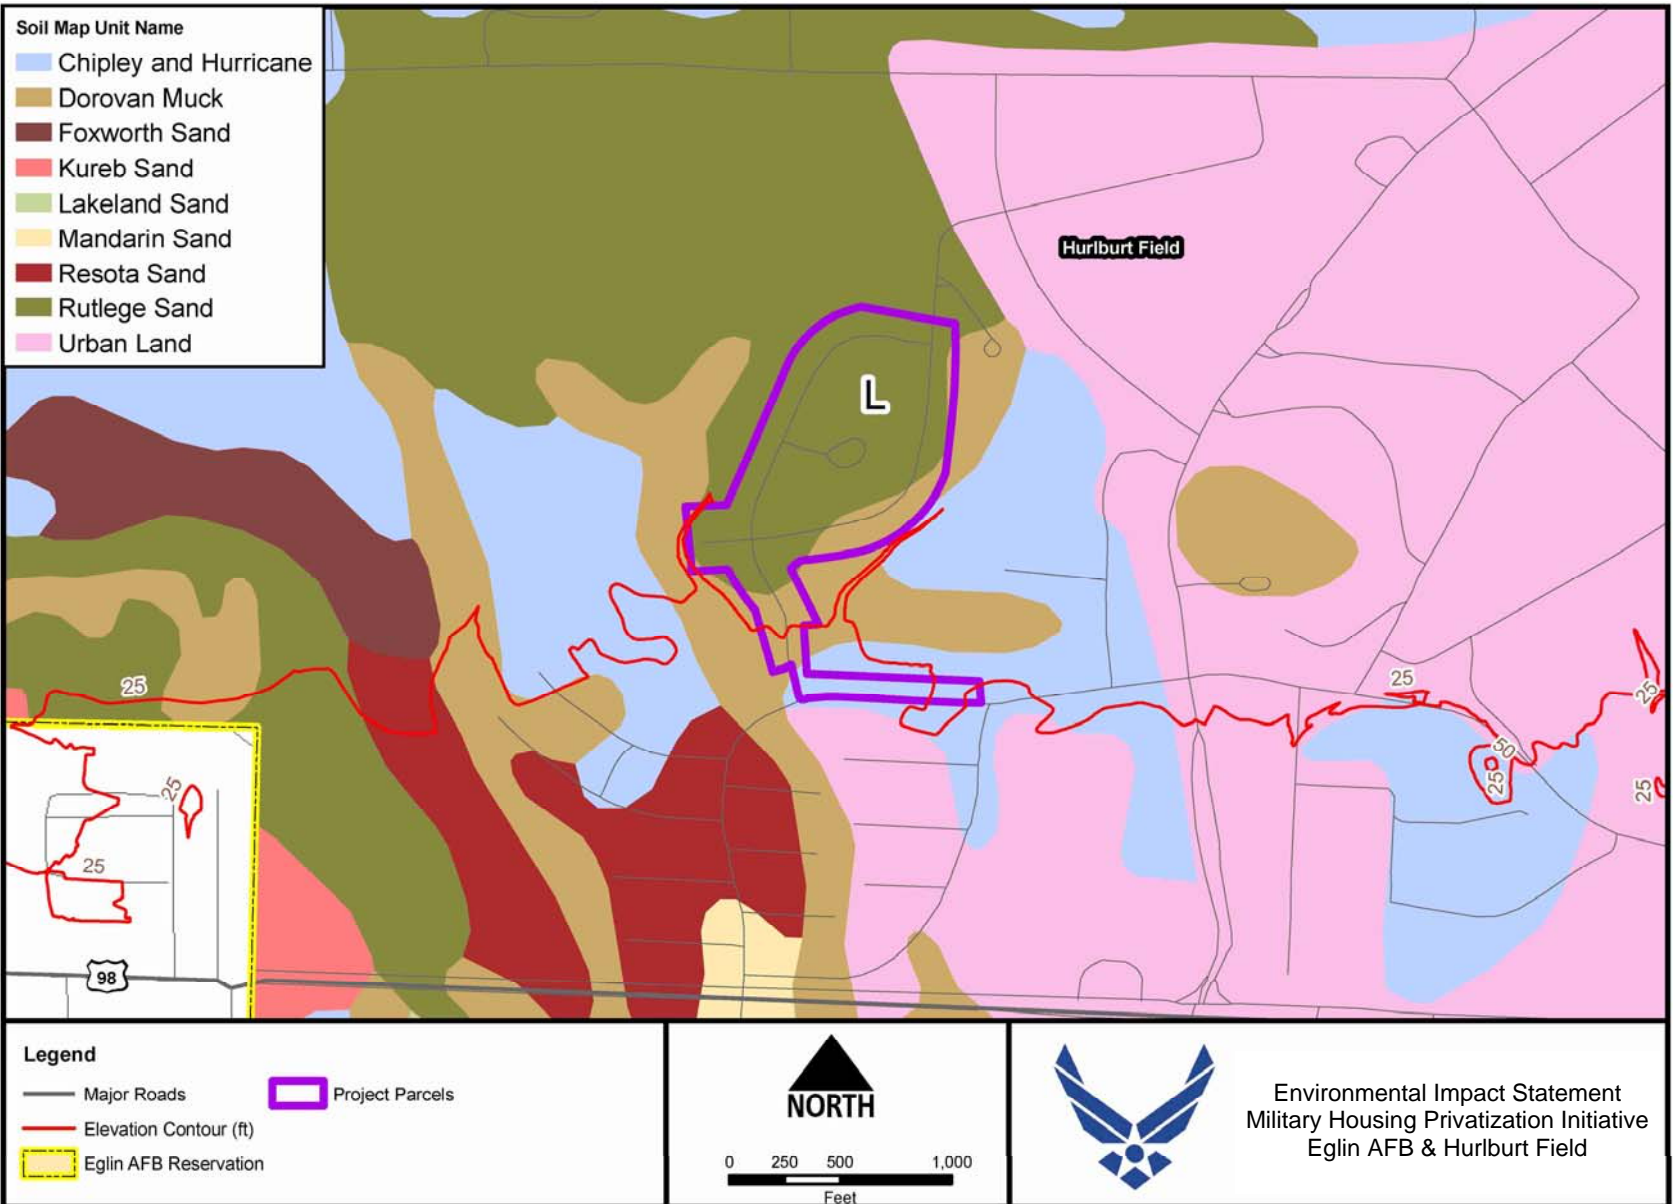 Soil Map Unit Name
Chipley and Hurricane
Dorovan Muck
Foxworth Sand
Kureb Sand
Lakeland Sand
Mandarin Sand
Resota Sand
Rutlege Sand
Urban Land
Hurlburt Field
L
25
25
25
50
25
25
25
25
98
Legend
Major Roads
Project Parcels
Elevation Contour (ft)
Eglin AFB Reservation
NORTH
0 250 500 1,000
Feet
Environmental Impact Statement
Military Housing Privatization Initiative
Eglin AFB & Hurlburt Field